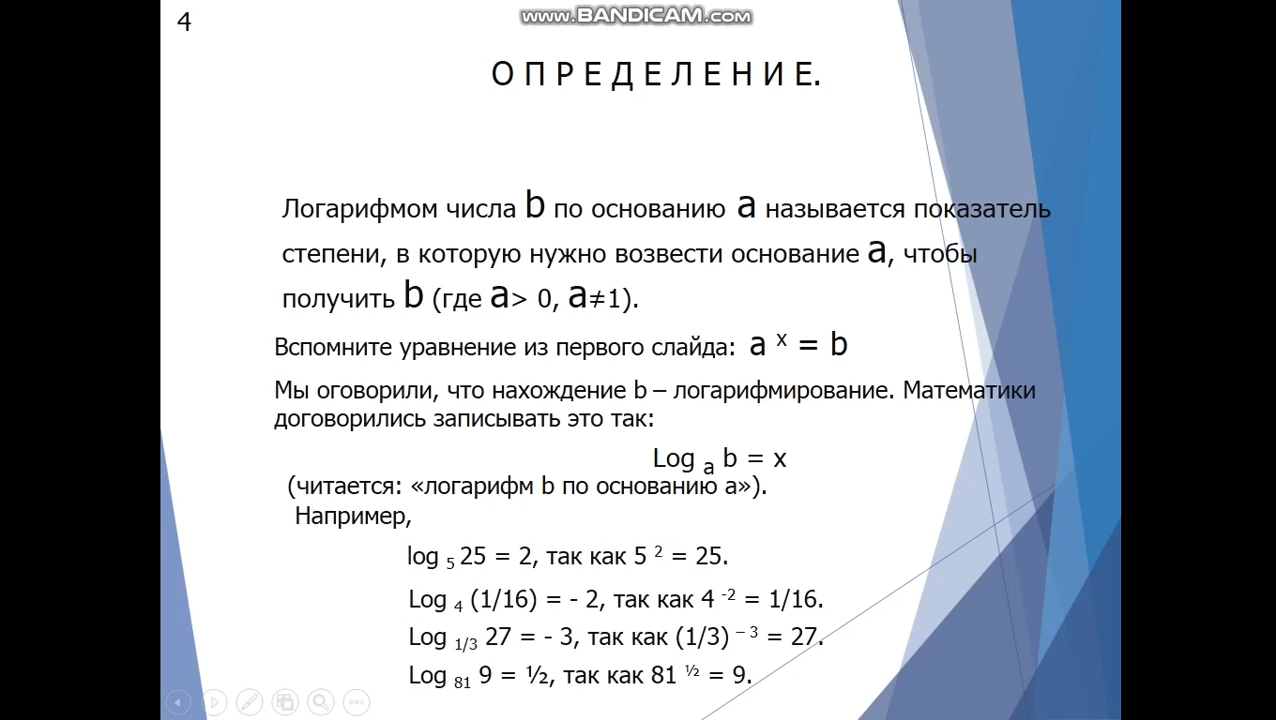 4
www.BANDICAM.com
О П Р Е Д Е Л Е Н И Е.
Логарифмом числа b по основанию a называется показатель
степени, в которую нужно возвести основание a, чтобы
получить b (где a> 0, a≠1).
Вспомните уравнение из первого слайда: a ˣ = b
Мы оговорили, что нахождение b – логарифмирование. Математики
договорились записывать это так:
Log ₐ b = x
(читается: «логарифм b по основанию a»).
Например,
log ₅ 25 = 2, так как 5 ² = 25.
Log ₄ (1/16) = - 2, так как 4 ⁻² = 1/16.
Log 1/3 27 = - 3, так как (1/3) ⁻ ³ = 27.
Log ₈₁ 9 = ½, так как 81 ½ = 9.